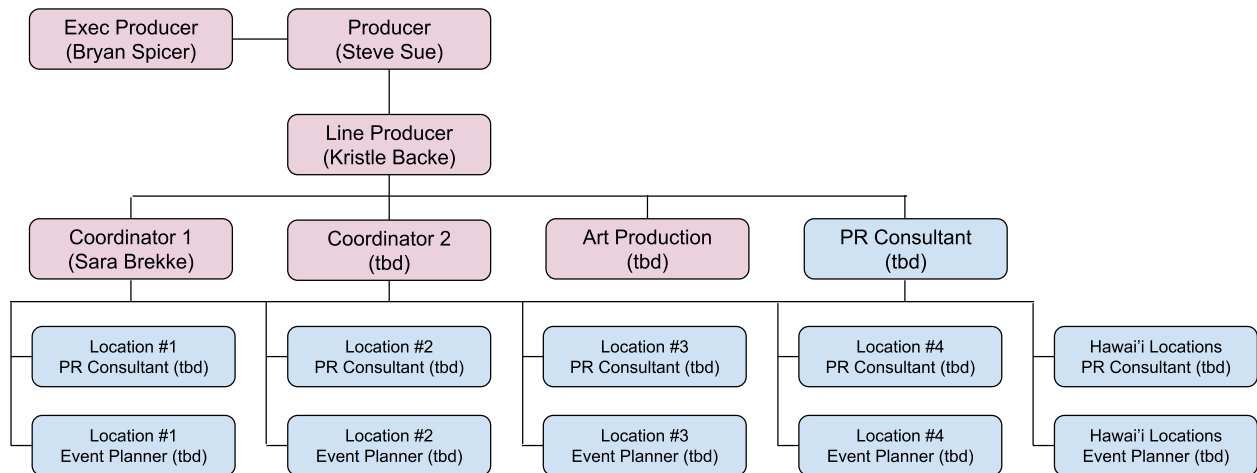 Exec Producer
(Bryan Spicer)
Producer
(Steve Sue)
Line Producer
(Kristle Backe)
Coordinator 1
(Sara Brekke)
Coordinator 2
(tbd)
Art Production
(tbd)
PR Consultant
(tbd)
Location #1
PR Consultant (tbd)
Location #2
PR Consultant (tbd)
Location #3
PR Consultant (tbd)
Location #4
PR Consultant (tbd)
Hawai’i Locations
PR Consultant (tbd)
Location #1
Event Planner (tbd)
Location #2
Event Planner (tbd)
Location #3
Event Planner (tbd)
Location #4
Event Planner (tbd)
Hawai’i Locations
Event Planner (tbd)